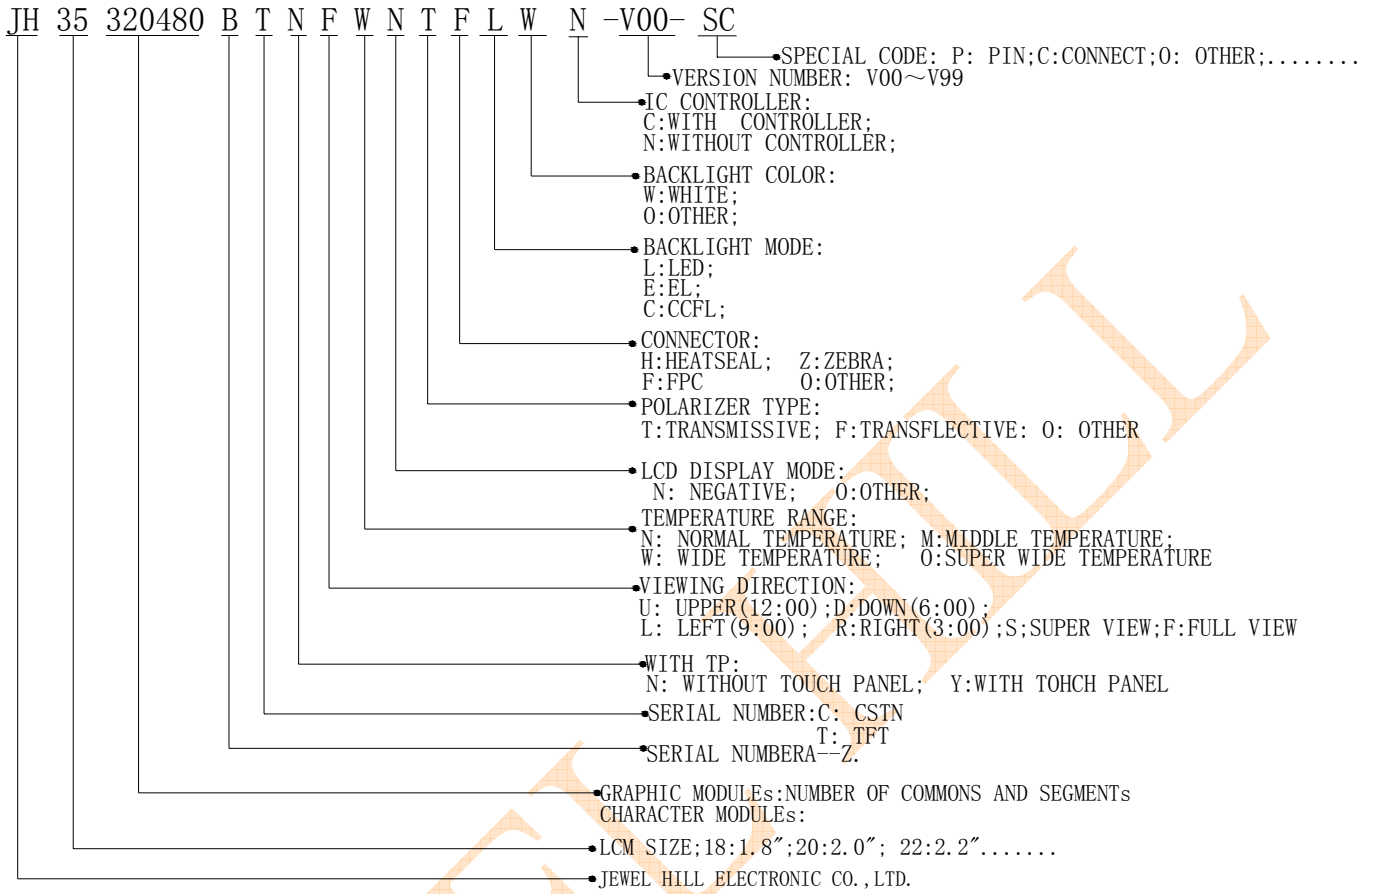 JH 35 320480 B T N F W N T F L W N -V00- SC
SPECIAL CODE: P: PIN;C:CONNECT;O: OTHER;........
VERSION NUMBER: V00～V99
IC CONTROLLER:
C:WITH CONTROLLER;
N:WITHOUT CONTROLLER;
BACKLIGHT COLOR:
W:WHITE;
O:OTHER;
BACKLIGHT MODE:
L:LED;
E:EL;
C:CCFL;
CONNECTOR:
H:HEATSEAL; Z:ZEBRA;
F:FPC O:OTHER;
POLARIZER TYPE:
T:TRANSMISSIVE; F:TRANSFLECTIVE: O: OTHER
LCD DISPLAY MODE:
N: NEGATIVE; O:OTHER;
TEMPERATURE RANGE:
N: NORMAL TEMPERATURE; M:MIDDLE TEMPERATURE;
W: WIDE TEMPERATURE; O:SUPER WIDE TEMPERATURE
VIEWING DIRECTION:
U: UPPER(12:00);D:DOWN(6:00);
L: LEFT(9:00); R:RIGHT(3:00);S;SUPER VIEW;F:FULL VIEW
WITH TP:
N: WITHOUT TOUCH PANEL; Y:WITH TOHCH PANEL
SERIAL NUMBER:C: CSTN
T: TFT
SERIAL NUMBERA--Z.
GRAPHIC MODULEs:NUMBER OF COMMONS AND SEGMENTs
CHARACTER MODULEs:
LCM SIZE;18:1.8″;20:2.0″; 22:2.2″.......
JEWEL HILL ELECTRONIC CO.,LTD.
HILL